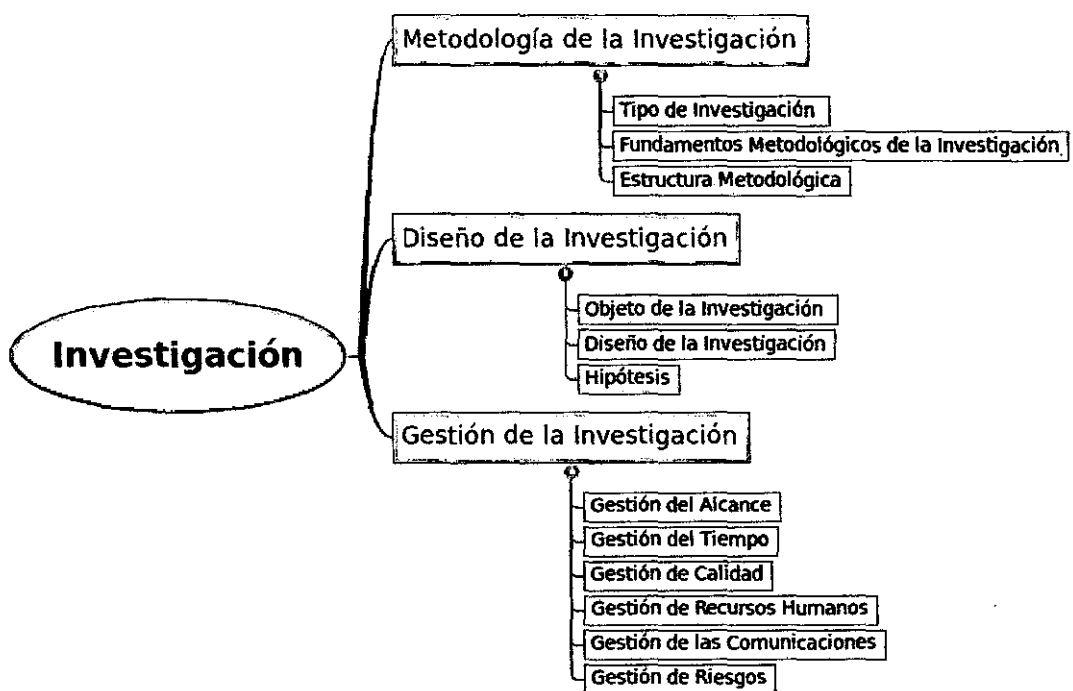 Metodología de la Investigación
Tipo de Investigación
Fundamentos Metodológicos de la Investigación
Estructura Metodológica
Diseño de la Investigación
Objeto de la Investigación
Diseño de la Investigación
Hipótesis
Investigación
Gestión de la Investigación
Gestión del Alcance
Gestión del Tiempo
Gestión de Calidad
Gestión de Recursos Humanos
Gestión de las Comunicaciones
Gestión de Riesgos